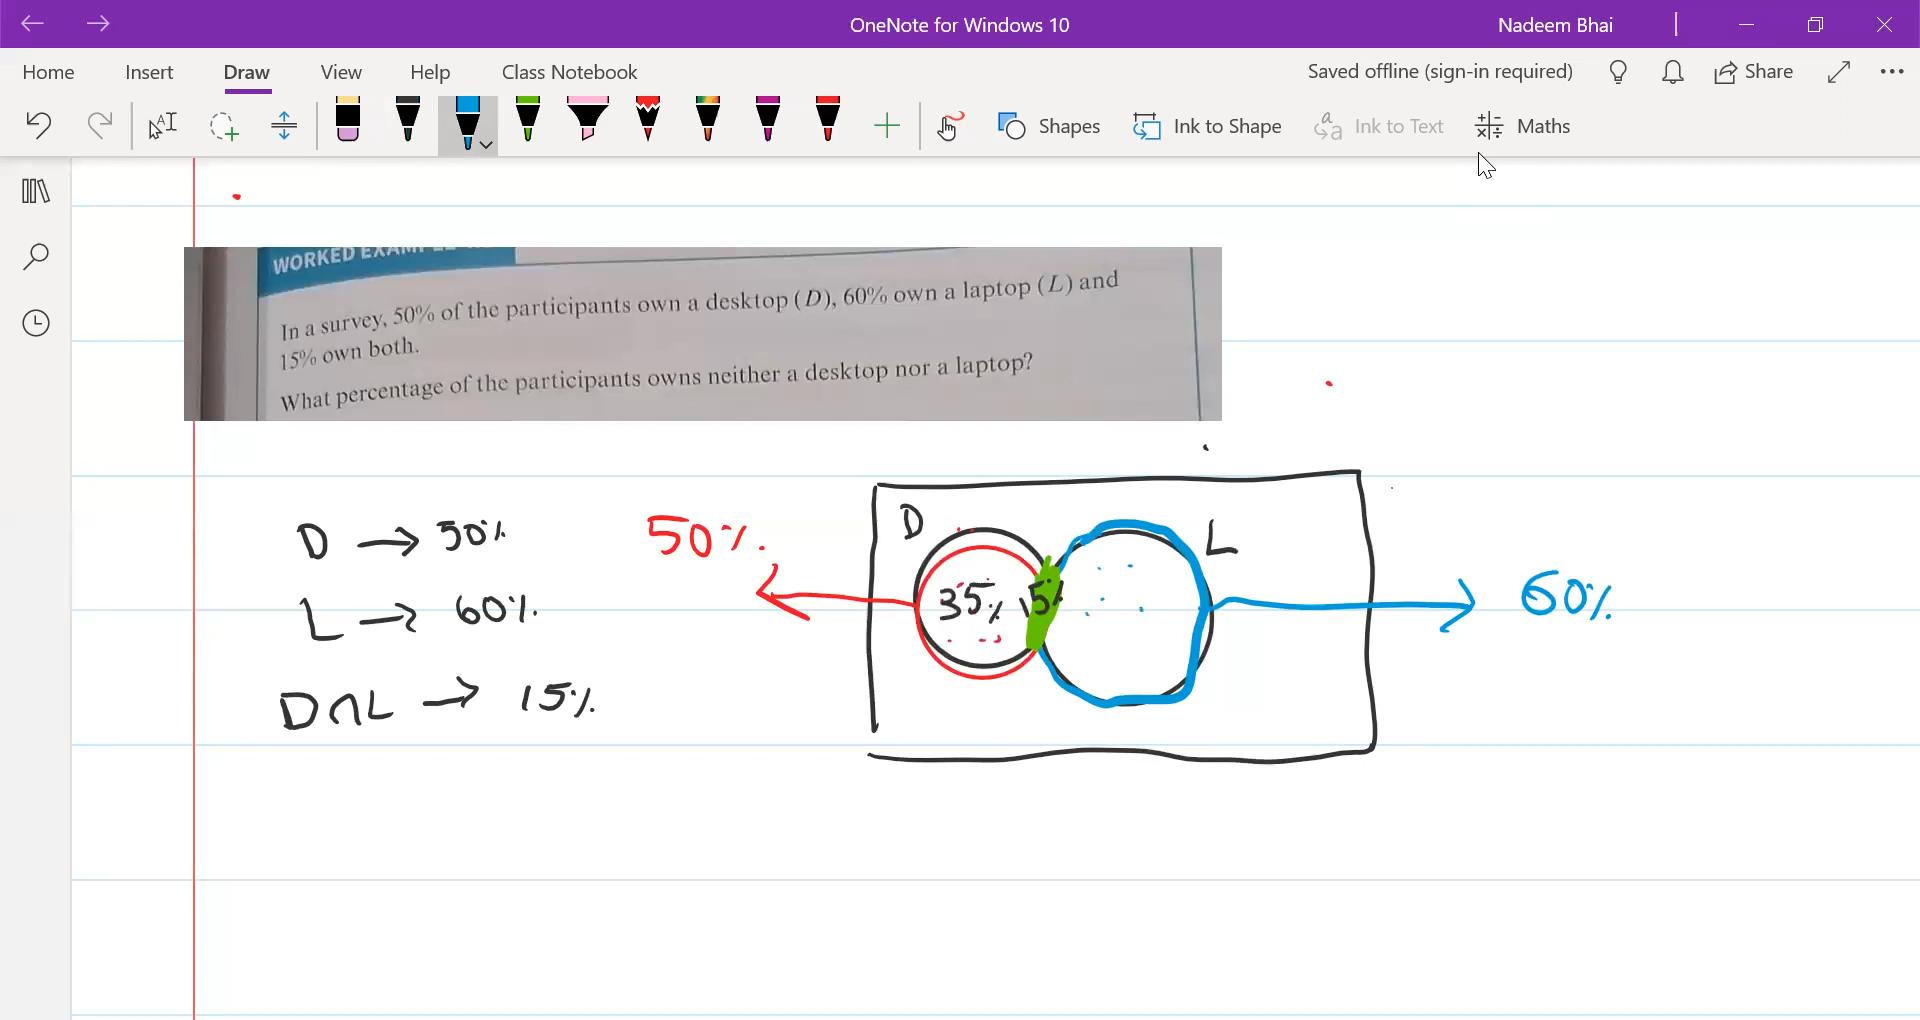 OneNote for Windows 10
Nadeem Bhai
Home Insert Draw View Help Class Notebook
Saved offline (sign-in required) Share
Shapes Ink to Shape Ink to Text Maths
WORKED
In a survey, 50% of the participants own a desktop (D), 60% own a laptop (L) and
15% own both.
What percentage of the participants owns neither a desktop nor a laptop?
D → 50%
L → 60%
D∩L → 15%
50%
D
L
35%
15%
60%